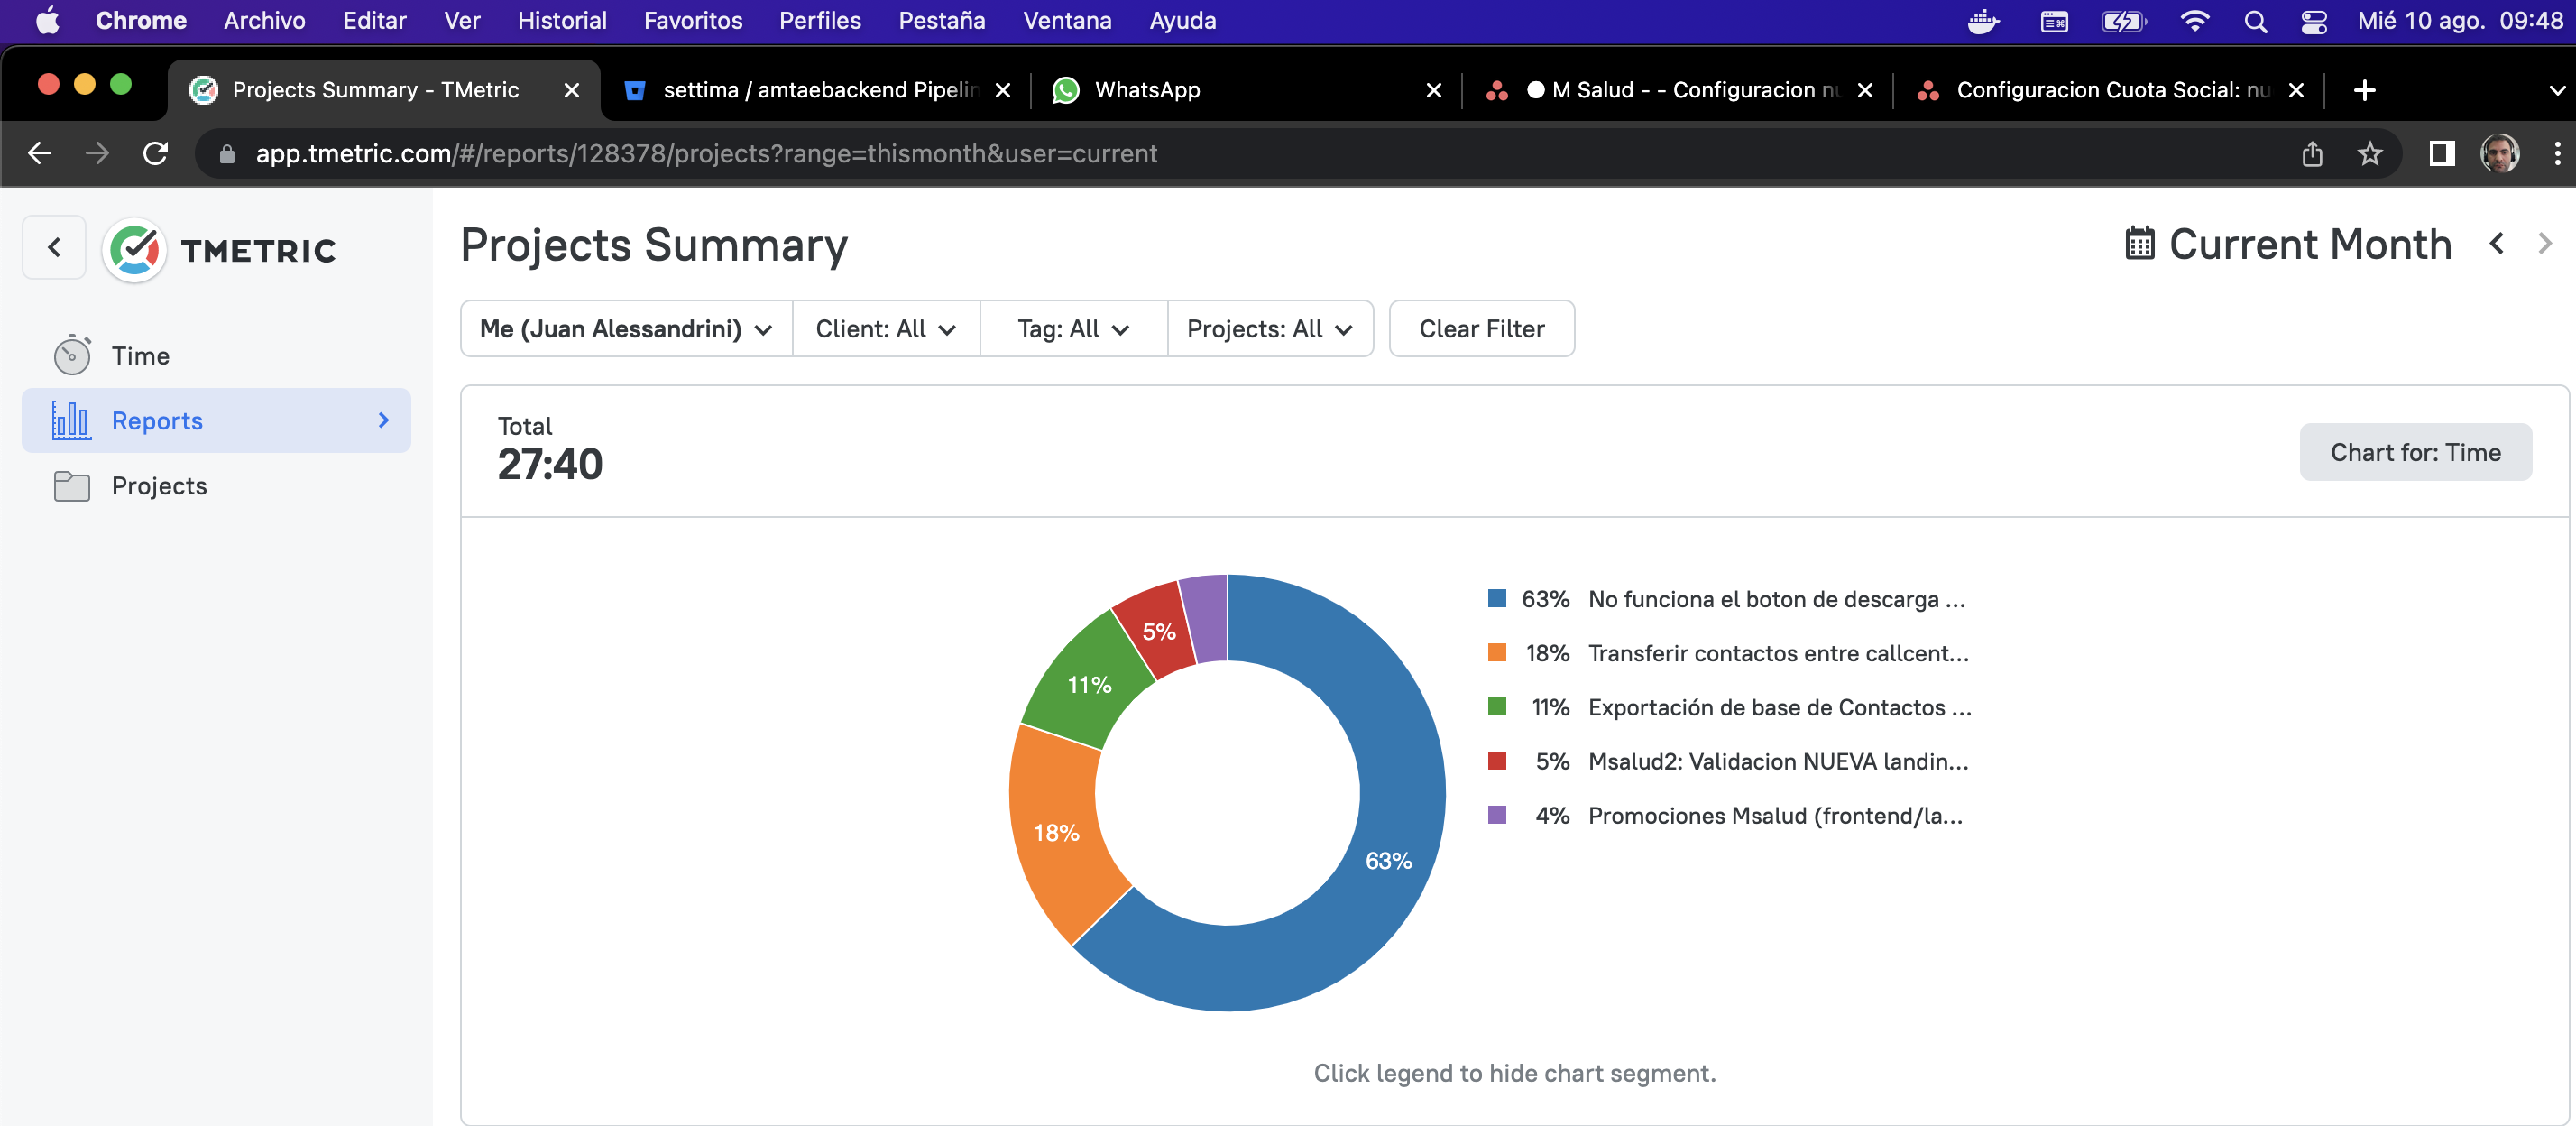 Chrome Archivo Editar Ver Historial Favoritos Perfiles Pestaña Ventana Ayuda Mié 10 ago. 09:48
Projects Summary - TMetric settima / amtaebackend Pipelin WhatsApp M Salud - - Configuracion nu Configuracion Cuota Social: nu
app.tmetric.com/#/reports/128378/projects?range=thismonth&user=current
TMETRIC
Time
Reports
Projects
Projects Summary
Current Month
Me (Juan Alessandrini) Client: All Tag: All Projects: All Clear Filter
Total
27:40
Chart for: Time
5%
11%
18%
63%
63% No funciona el boton de descarga ...
18% Transferir contactos entre callcent...
11% Exportación de base de Contactos ...
5% Msalud2: Validacion NUEVA landin...
4% Promociones Msalud (frontend/la...
Click legend to hide chart segment.